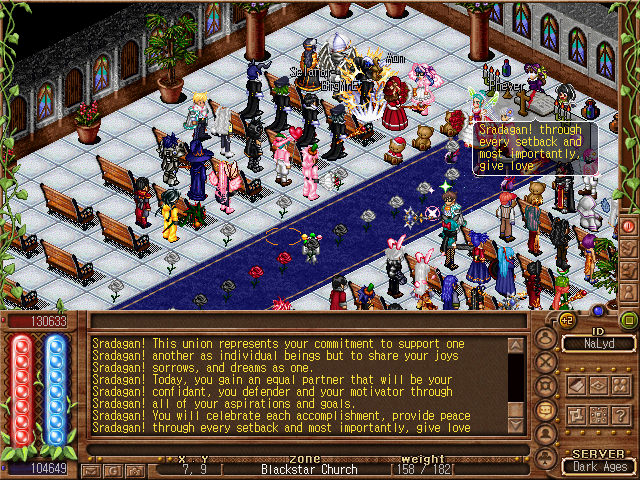 Aon
Sradagan! through
every setback and
most importantly,
give love
130633
Sradagan! This union represents your commitment to support one
Sradagan! another as individual beings but to share your joys
Sradagan! sorrows, and dreams as one.
Sradagan! Today, you gain an equal partner that will be your
Sradagan! confidant, you defender and your motivator through
Sradagan! all of your aspirations and goals.
Sradagan! You will celebrate each accomplishment, provide peace
Sradagan! through every setback and most importantly, give love
+2
ID
NaLyd
?
SERVER
Dark Ages
104649
x y
7, 9
zone
Blackstar Church
weight
158 / 182